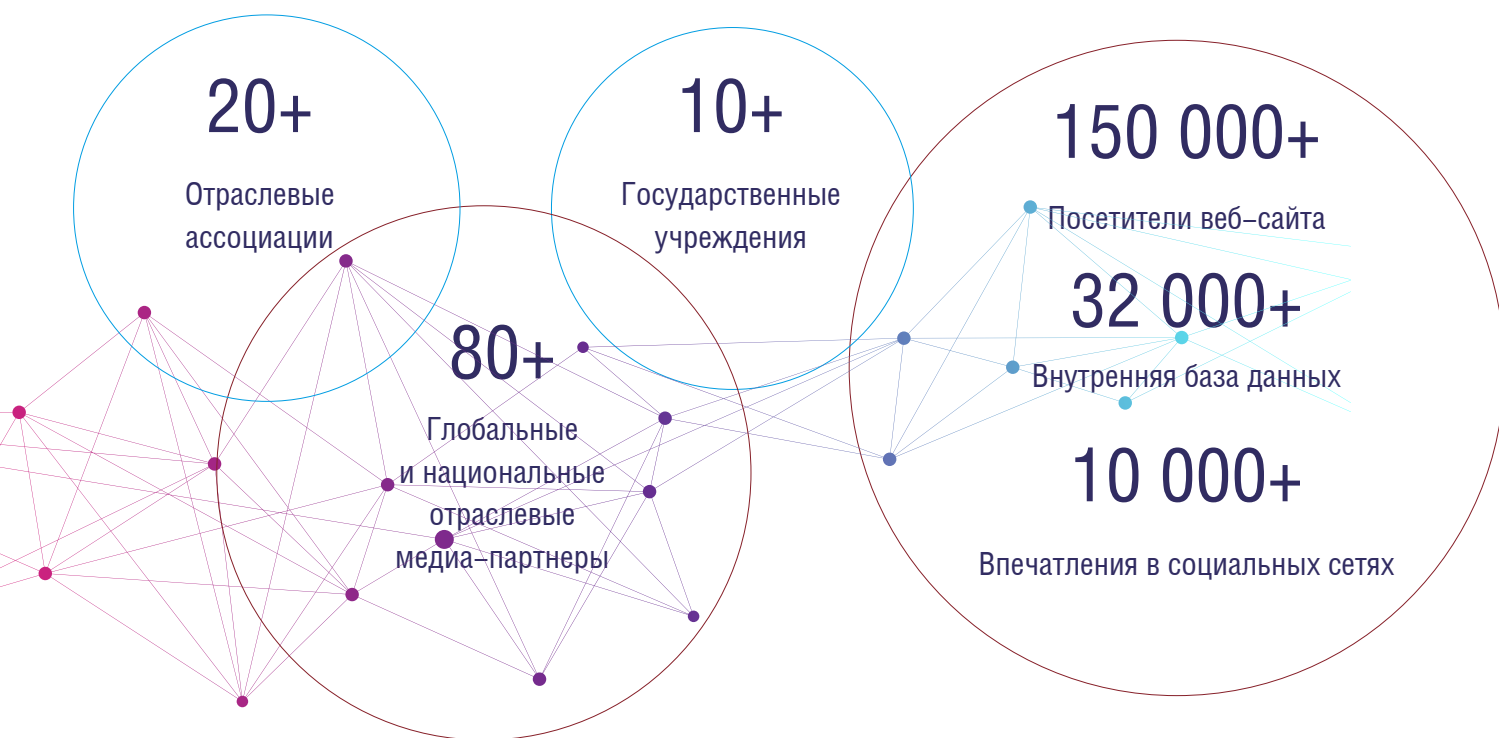 20+
Отраслевые
ассоциации
10+
Государственные
учреждения
80+
Глобальные
и национальные
отраслевые
медиа-партнеры
150 000+
Посетители веб-сайта
32 000+
Внутренняя база данных
10 000+
Впечатления в социальных сетях